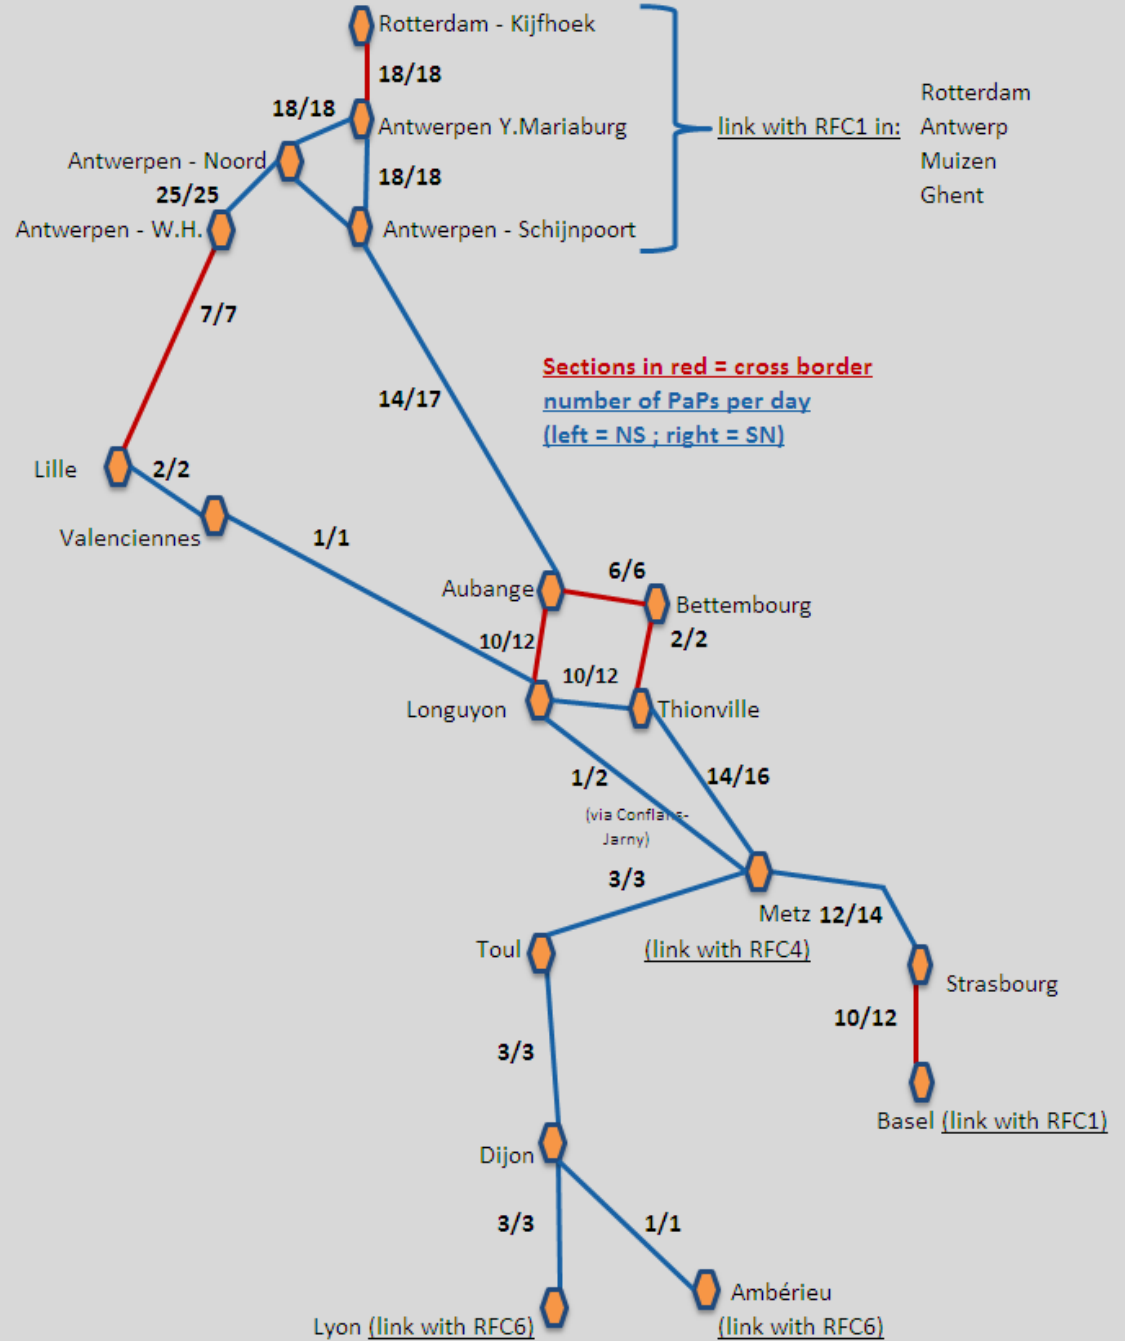 Rotterdam - Kijfhoek
18/18
18/18
Antwerpen Y.Mariaburg
link with RFC1 in:
Rotterdam
Antwerp
Muizen
Ghent
Antwerpen - Noord
18/18
25/25
Antwerpen - W.H.
Antwerpen - Schijnpoort
7/7
14/17
Sections in red = cross border
number of PaPs per day
(left = NS ; right = SN)
Lille
2/2
Valenciennes
1/1
Aubange
6/6
Bettembourg
10/12
2/2
10/12
Longuyon
Thionville
1/2
14/16
(via Conflans-
Jarny)
3/3
Metz
12/14
(link with RFC4)
Toul
Strasbourg
10/12
3/3
Basel (link with RFC1)
Dijon
3/3
1/1
Ambérieu
(link with RFC6)
Lyon (link with RFC6)